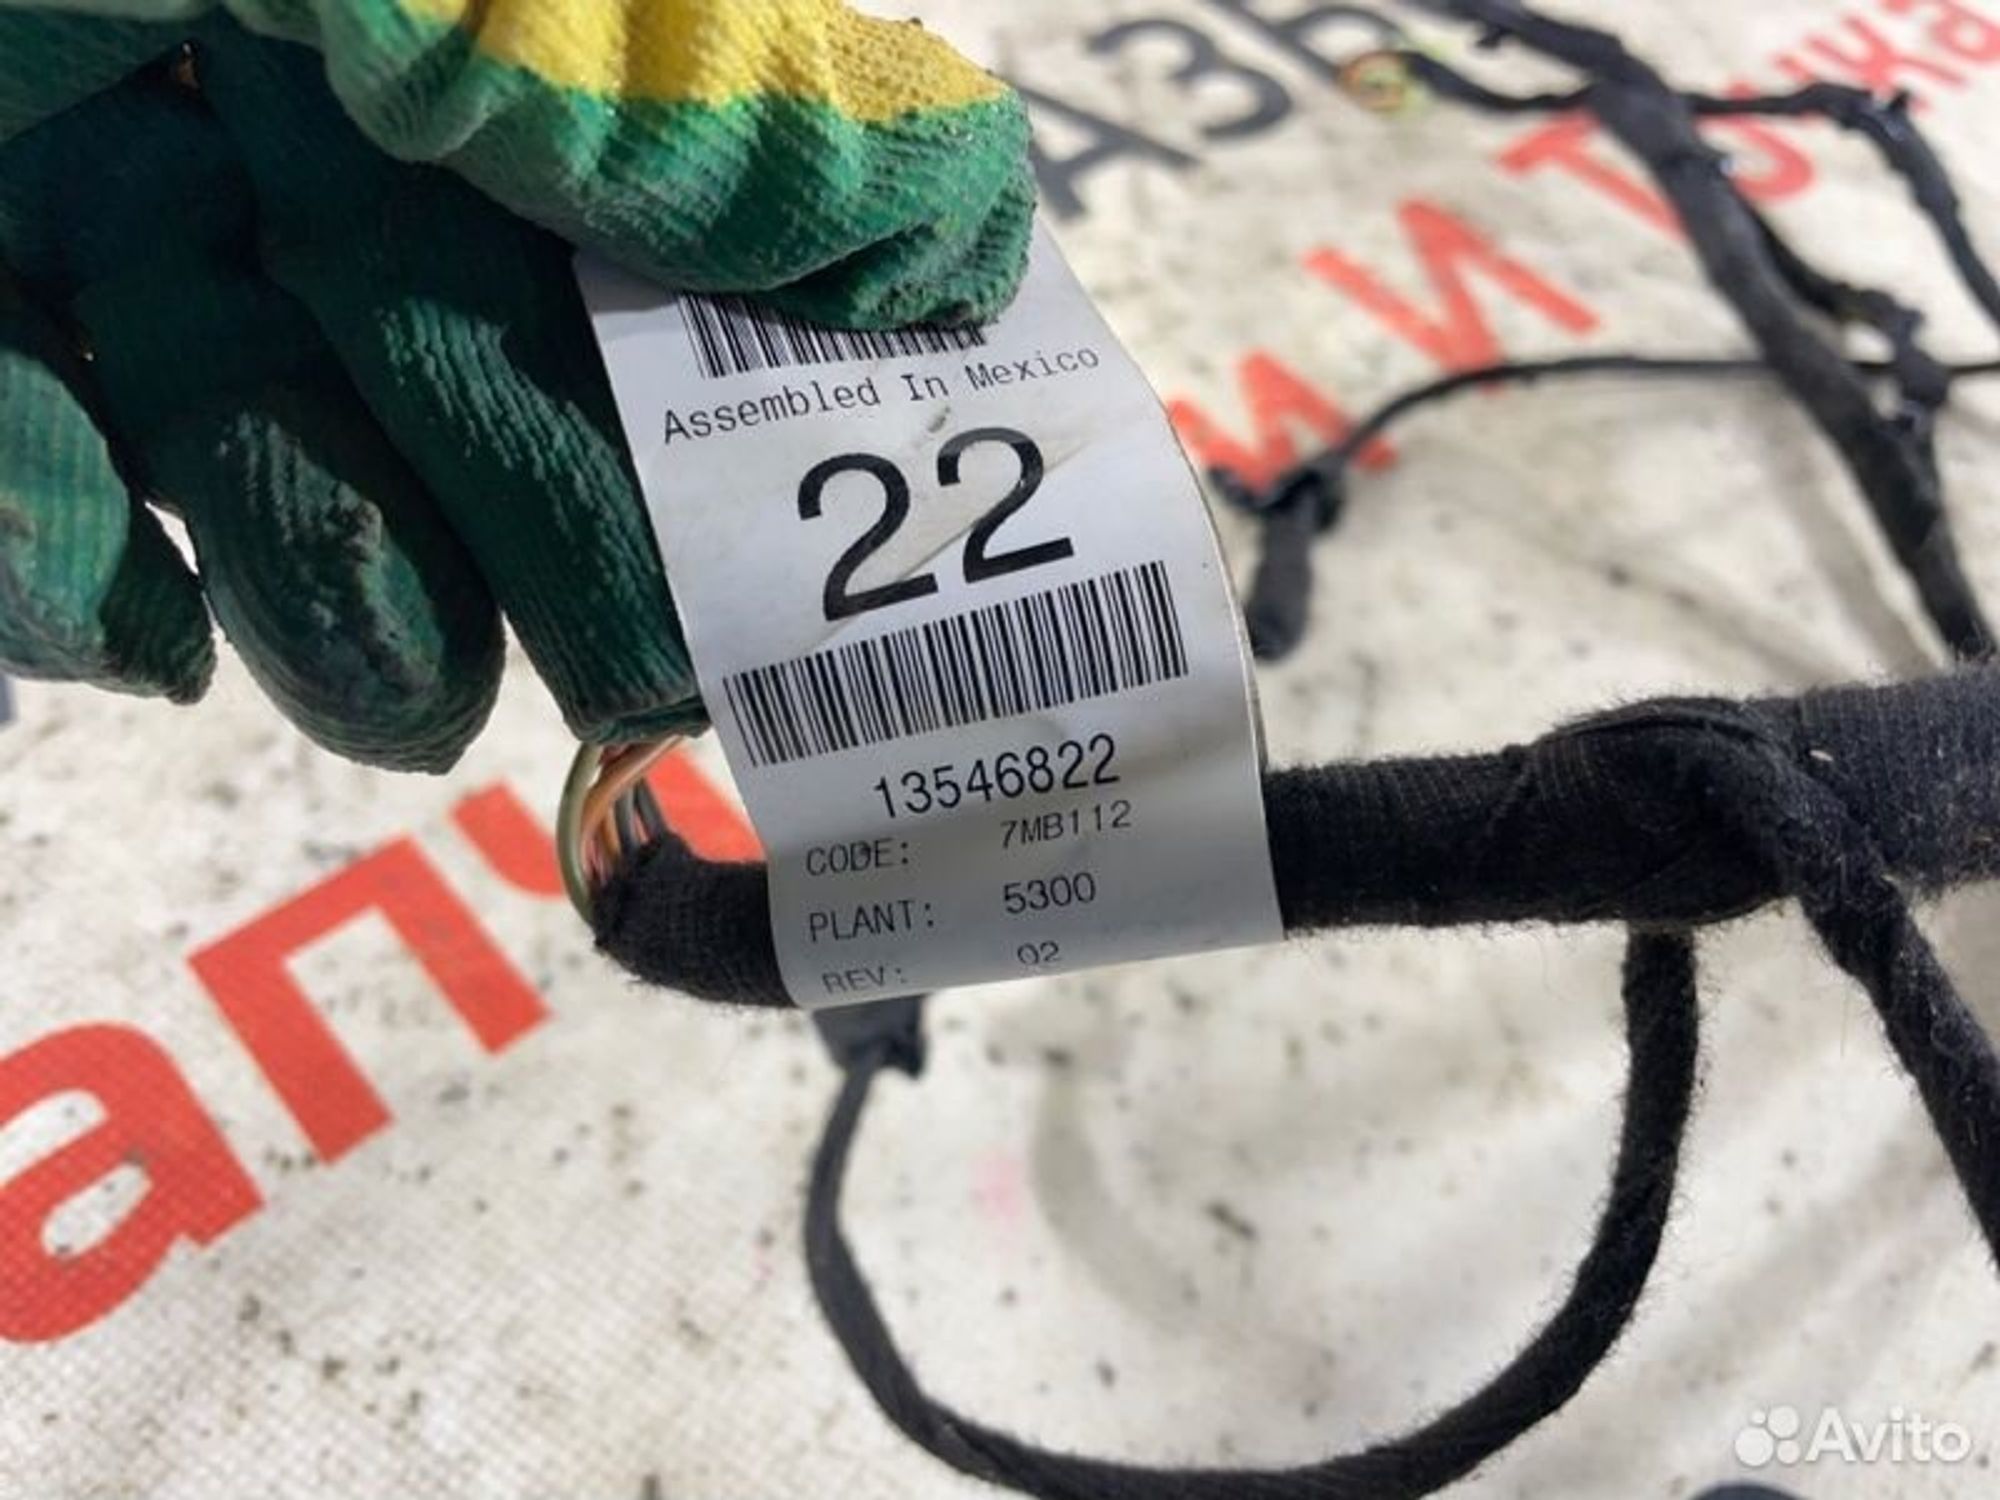 Assembled In Mexico
22
13546822
CODE: 7MB112
PLANT: 5300
REV: 02
Avito